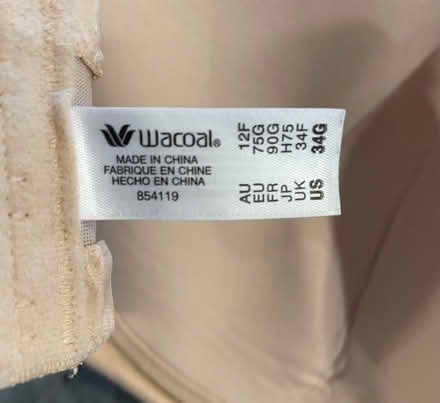 Wacoal®
MADE IN CHINA
FABRIQUE EN CHINE
HECHO EN CHINA
854119
AU 12F
EU 75G
FR 90G
JP H75
UK 34F
US 34G